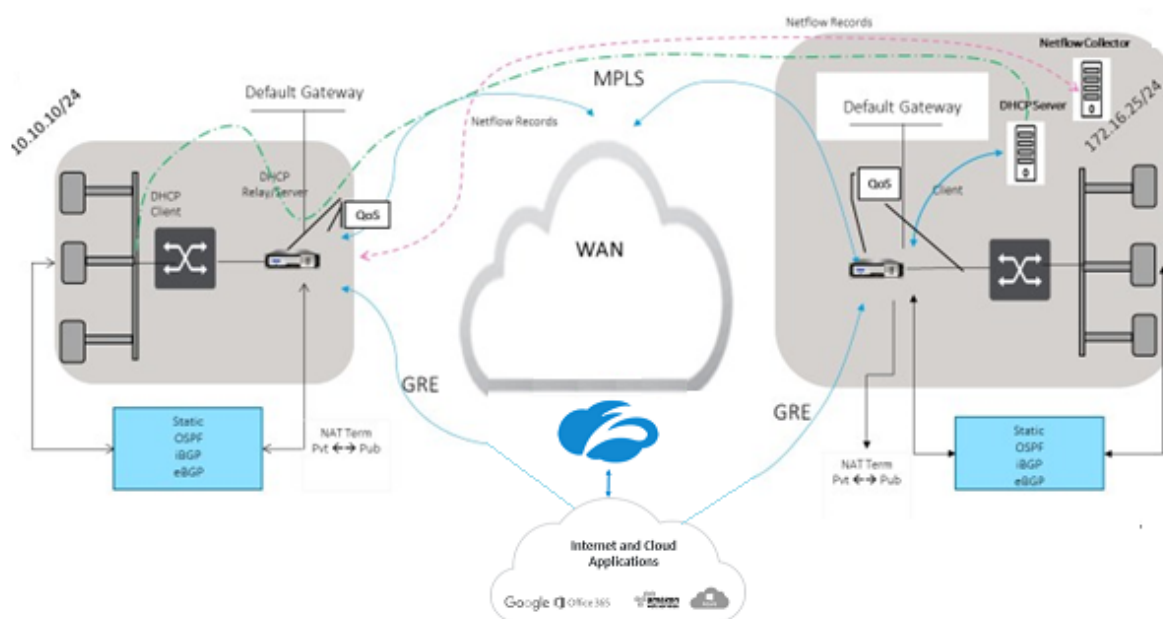 Netflow Records
Netflow Collector
MPLS
Default Gateway
Default Gateway
DHCP Server
10.10.10/24
172.16.25/24
Netflow Records
DHCP
Relay/Server
DHCP
Client
QoS
QoS
Client
WAN
GRE
GRE
Static
OSPF
iBGP
eBGP
NAT Term
Pvt ←→ Pub
NAT Term
Pvt ←→ Pub
Static
OSPF
iBGP
eBGP
Internet and Cloud
Applications
Google
Office 365
amazon